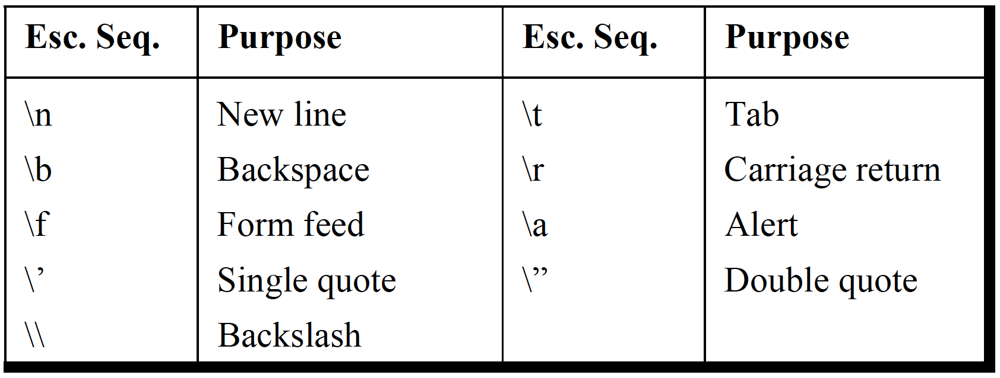 Esc. Seq. Purpose Esc. Seq. Purpose
\n New line \t Tab
\b Backspace \r Carriage return
\f Form feed \a Alert
\’ Single quote \” Double quote
\\ Backslash